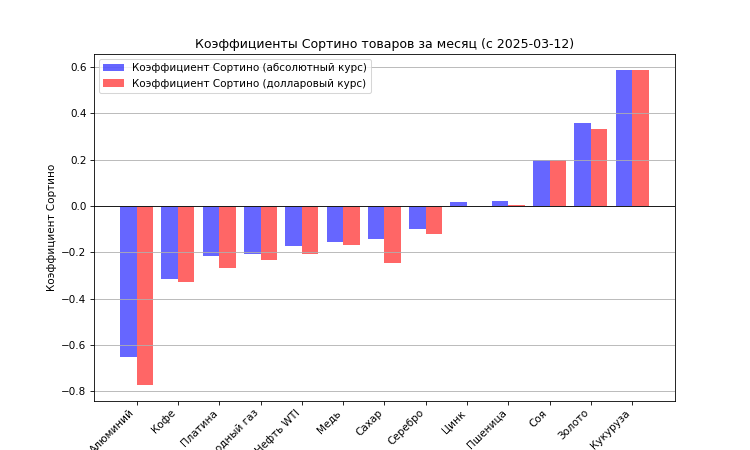 Коэффициенты Сортино товаров за месяц (с 2025-03-12)
Коэффициент Сортино (абсолютный курс)
Коэффициент Сортино (долларовый курс)
Коэффициент Сортино
0.6
0.4
0.2
0.0
−0.2
−0.4
−0.6
−0.8
Алюминий
Кофе
Платина
газ
Нефть WTI
Медь
Сахар
Серебро
Цинк
Пшеница
Соя
Золото
Кукуруза